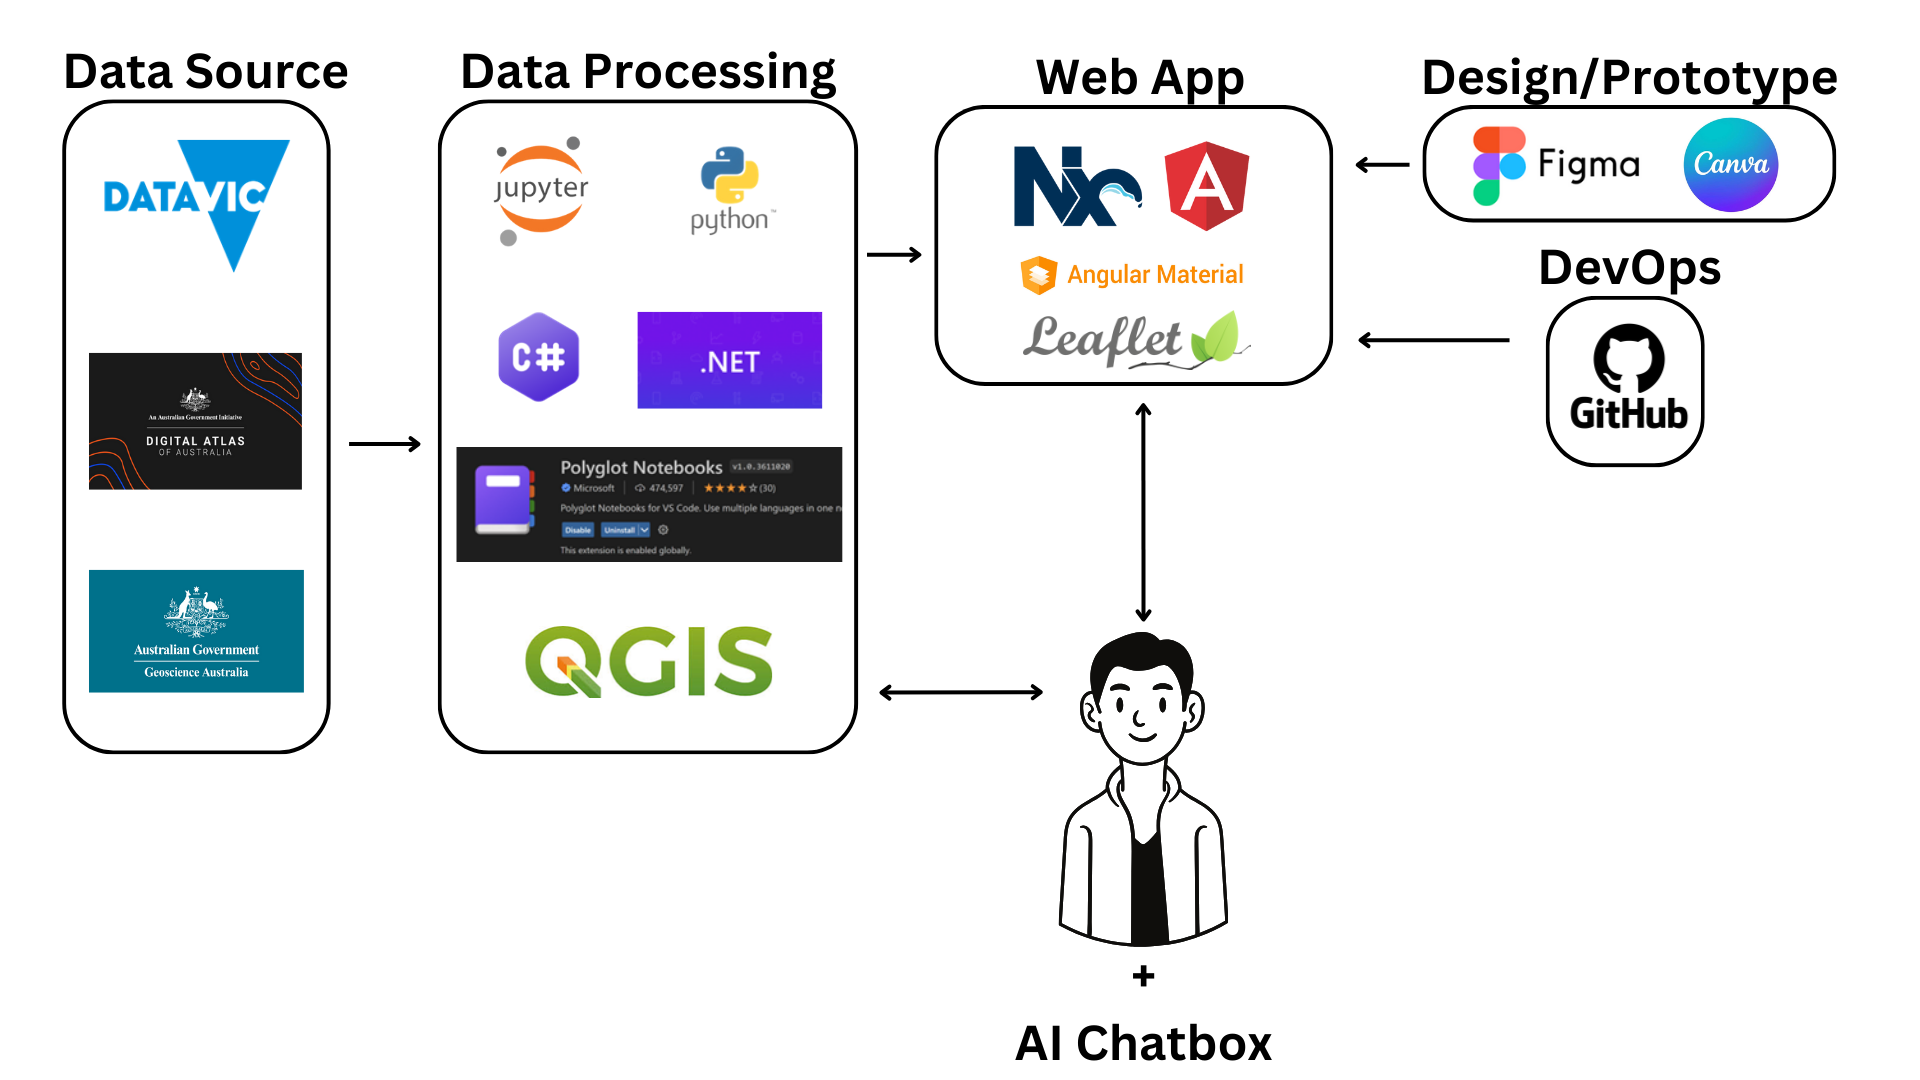 Data Source
DATAVIC
An Australian Government Initiative
DIGITAL ATLAS
OF AUSTRALIA
Australian Government
Geoscience Australia
Data Processing
jupyter
python™
C#
.NET
Polyglot Notebooks v1.0.3611020
Microsoft 474,597 (30)
Polyglot Notebooks for VS Code. Use multiple languages in one n
Disable Uninstall
This extension is enabled globally.
QGIS
Web App
Nx
A
Angular Material
Leaflet
Design/Prototype
Figma Canva
DevOps
GitHub
+
AI Chatbox